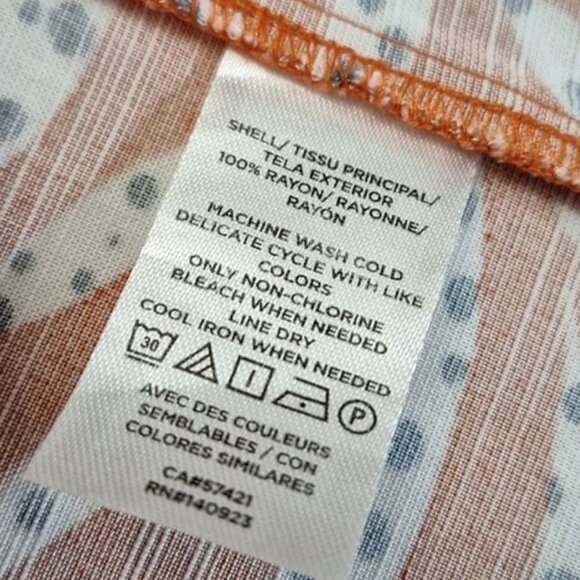 SHELL/ TISSU PRINCIPAL/
TELA EXTERIOR
100% RAYON/ RAYONNE/
RAYÓN
MACHINE WASH COLD
DELICATE CYCLE WITH LIKE
COLORS
ONLY NON-CHLORINE
BLEACH WHEN NEEDED
LINE DRY
COOL IRON WHEN NEEDED
30 P
AVEC DES COULEURS
SEMBLABLES / CON
COLORES SIMILARES
CA#57421
RN#140923